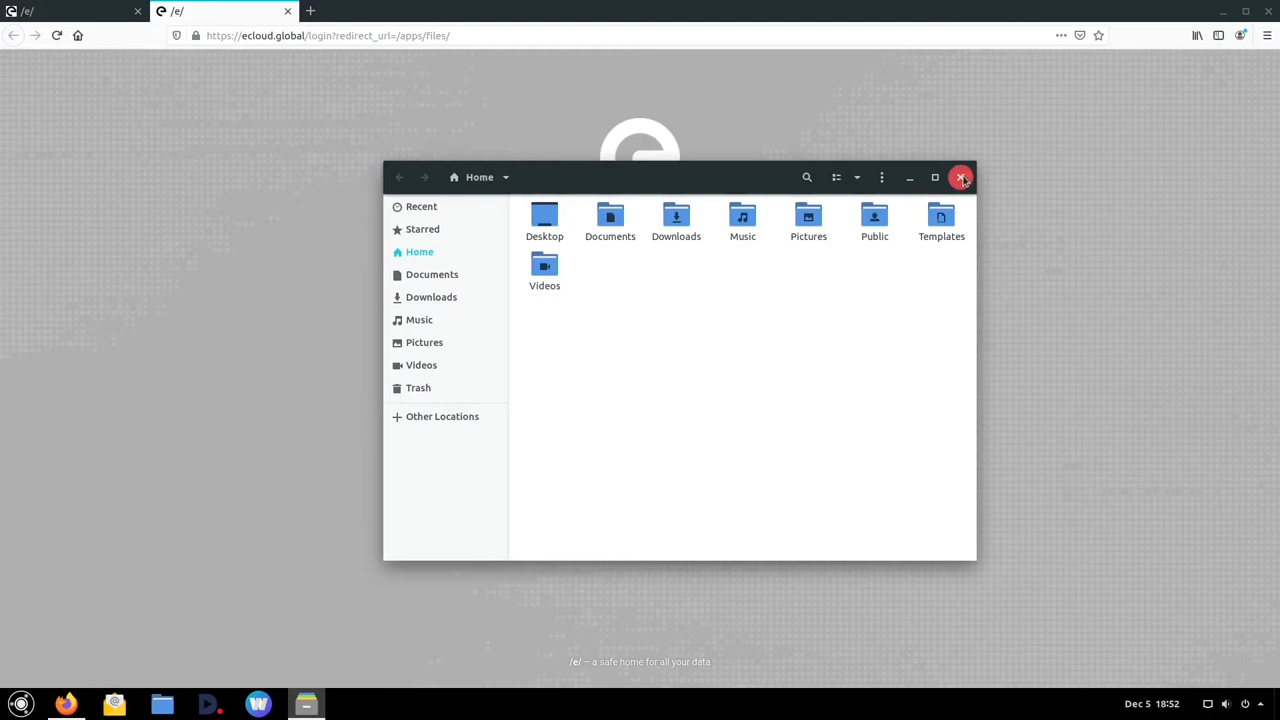 /e/
/e/
https://ecloud.global/login?redirect_url=/apps/files/
Home
Recent
Starred
Home
Documents
Downloads
Music
Pictures
Videos
Trash
Other Locations
Desktop
Documents
Downloads
Music
Pictures
Public
Templates
Videos
/e/ – a safe home for all your data
Dec 5 18:52